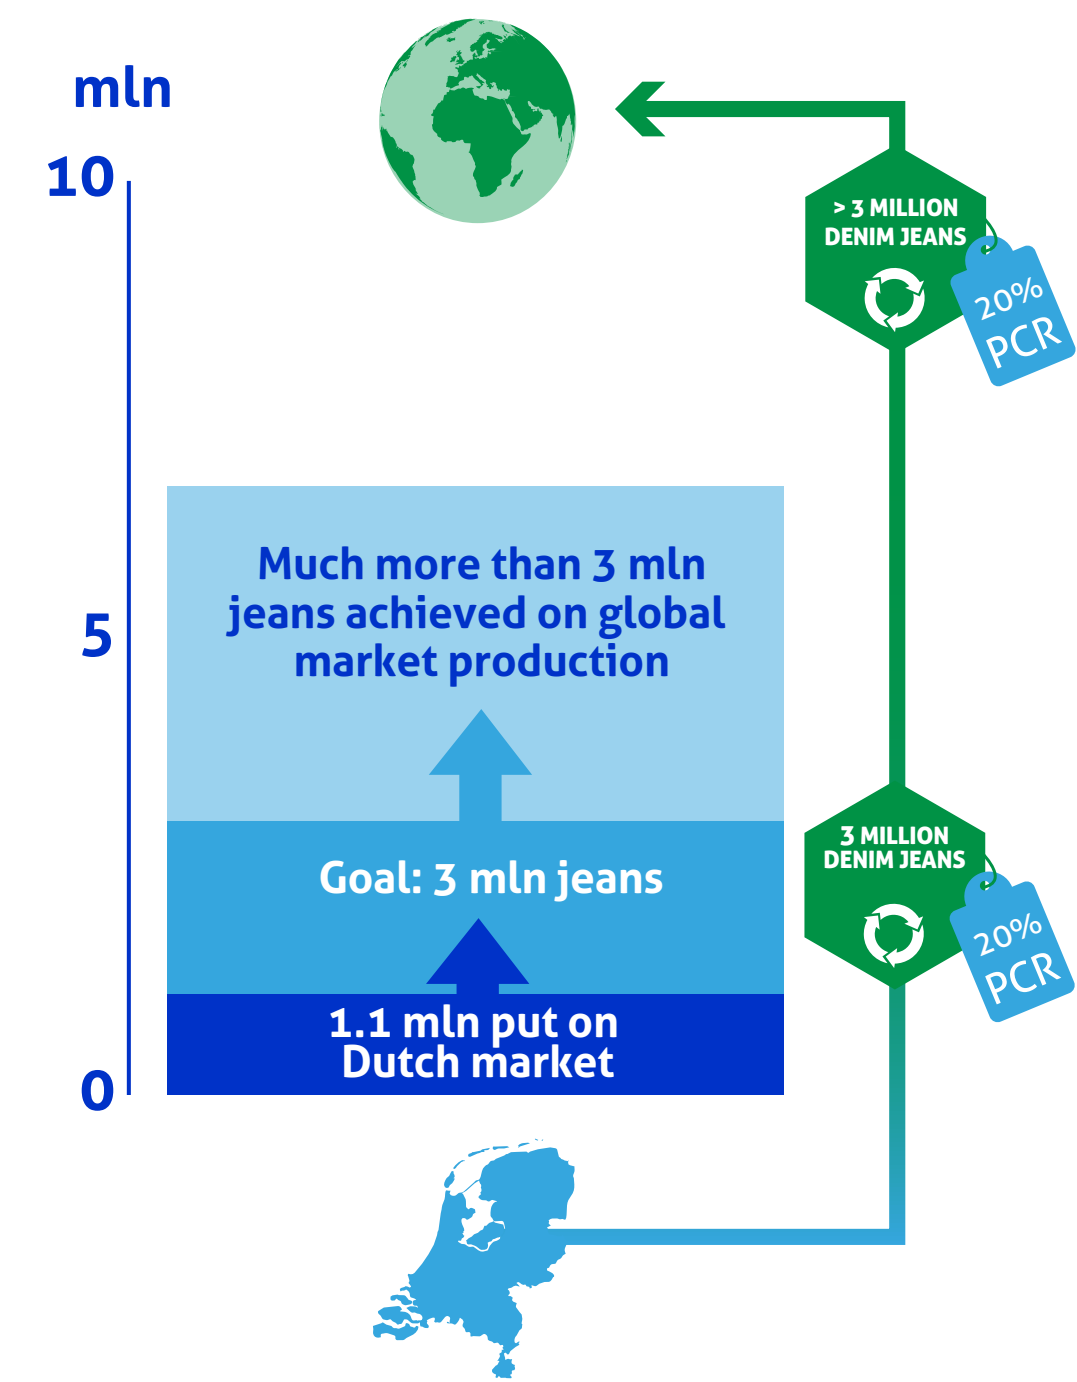 mln
10
5
0
Much more than 3 mln
jeans achieved on global
market production
Goal: 3 mln jeans
1.1 mln put on
Dutch market
> 3 MILLION
DENIM JEANS
20%
PCR
3 MILLION
DENIM JEANS
20%
PCR